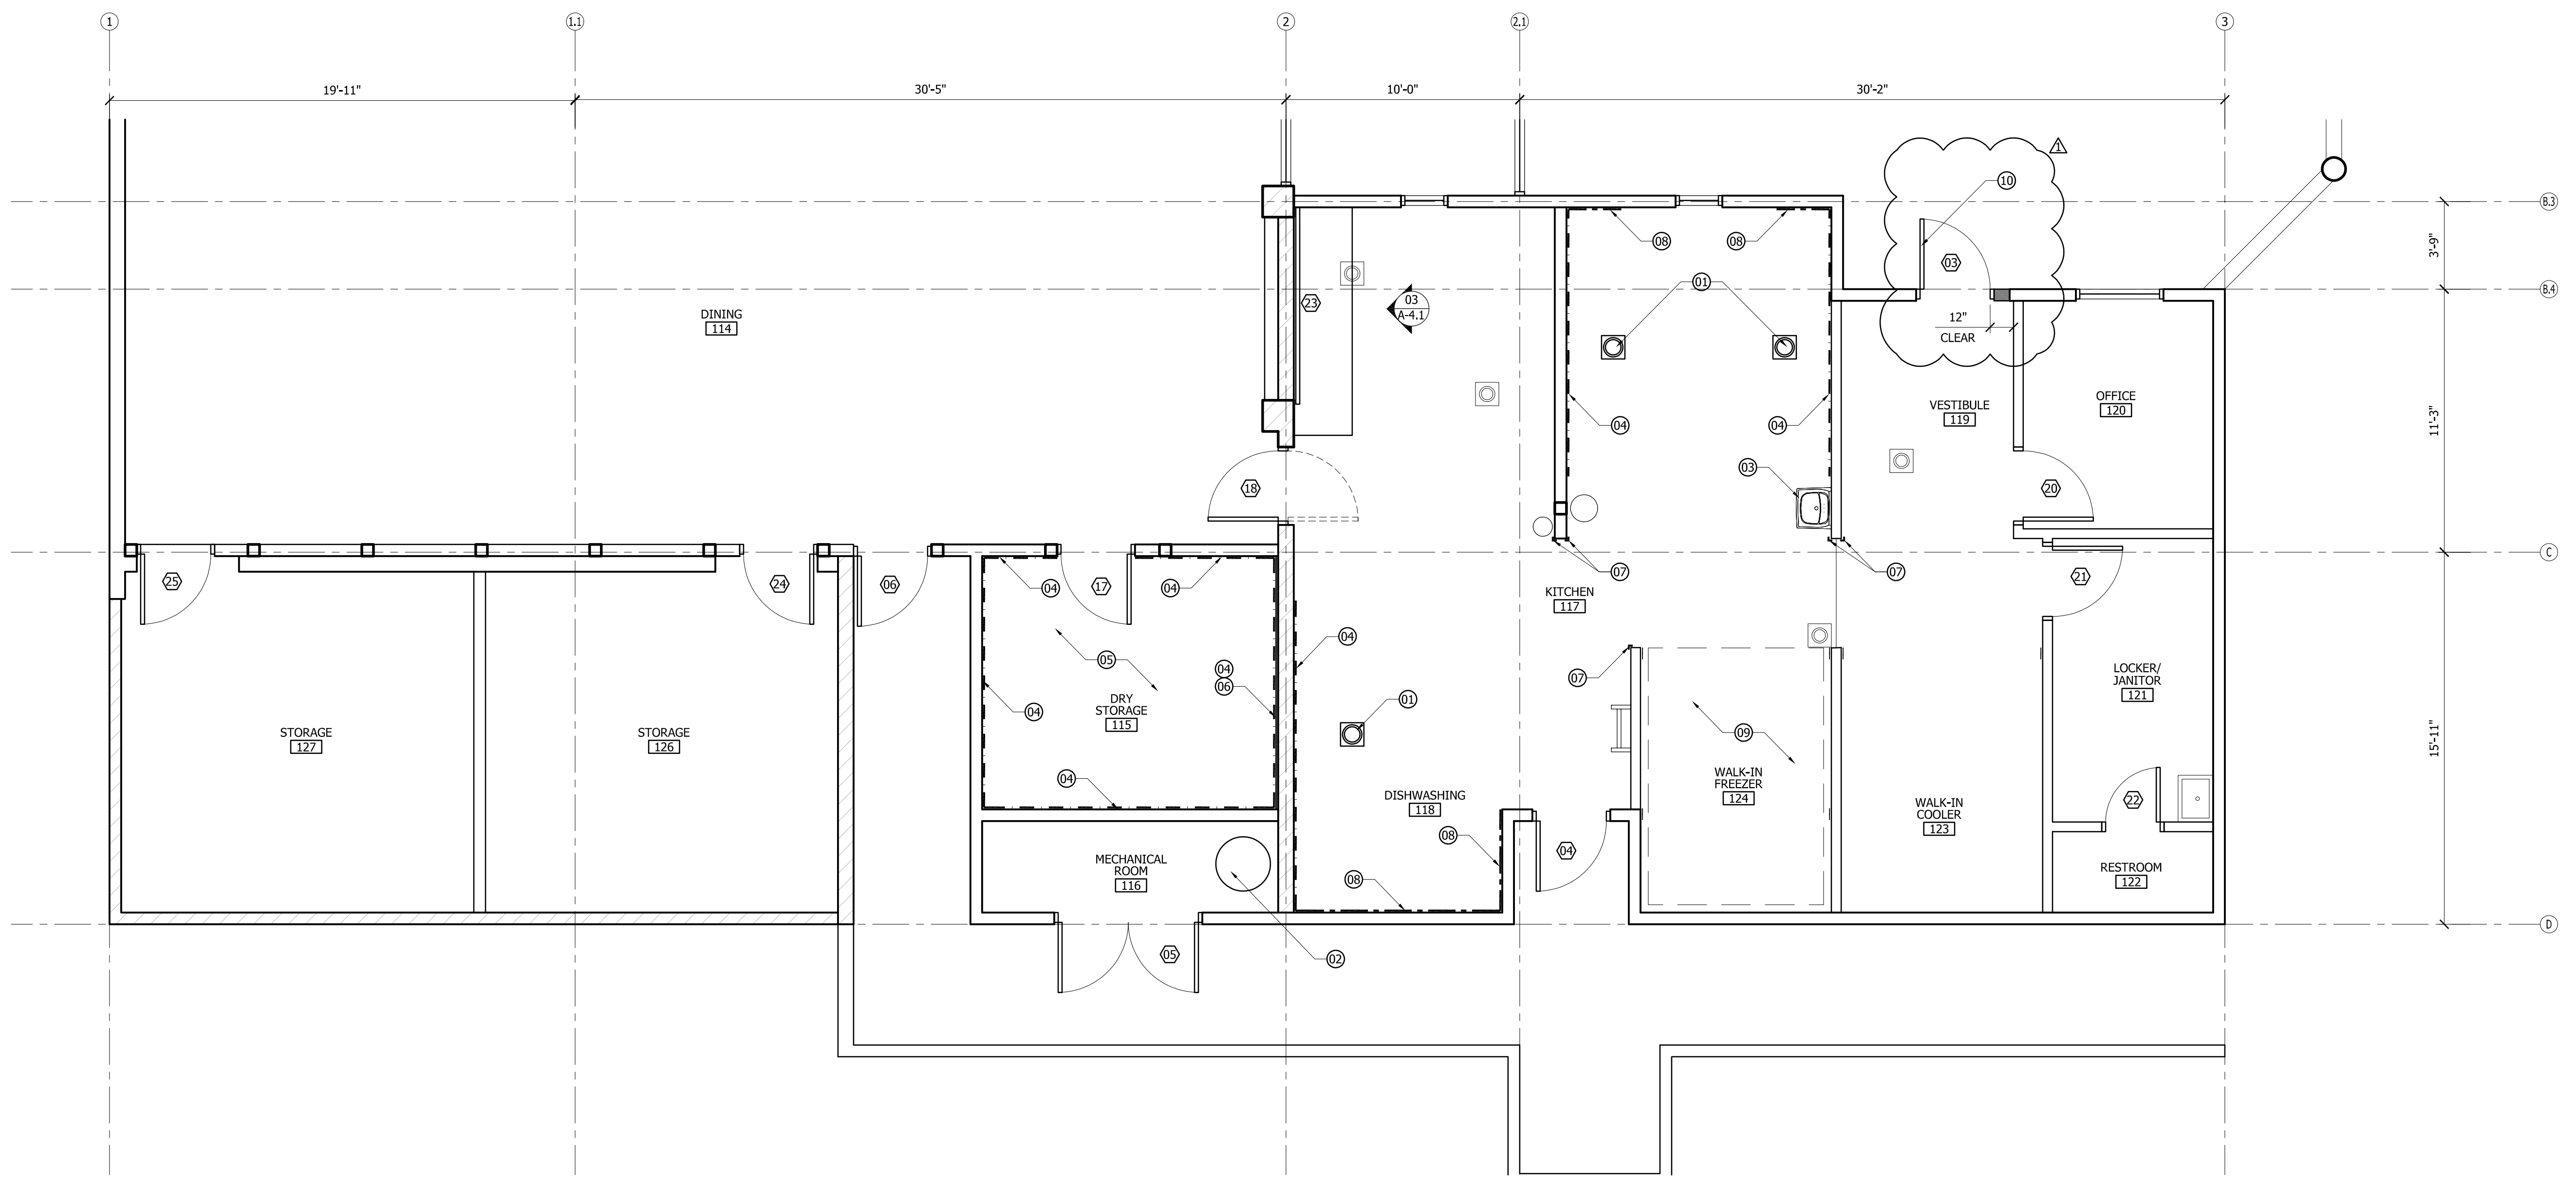 1
1.1
2
2.1
3
19'-11"
30'-5"
10'-0"
30'-2"
1
10
B.3
08
08
3'-9"
03
01
B.4
23
03
A-4.1
12"
CLEAR
DINING
114
OFFICE
120
VESTIBULE
119
11'-3"
04
04
03
18
20
C
25
24
06
04
17
04
07
07
21
KITCHEN
117
04
05
04
06
07
LOCKER/
JANITOR
121
DRY
STORAGE
115
04
01
STORAGE
127
STORAGE
126
09
15'-11"
04
WALK-IN
FREEZER
124
DISHWASHING
118
22
WALK-IN
COOLER
123
08
04
MECHANICAL
ROOM
116
08
RESTROOM
122
D
05
02